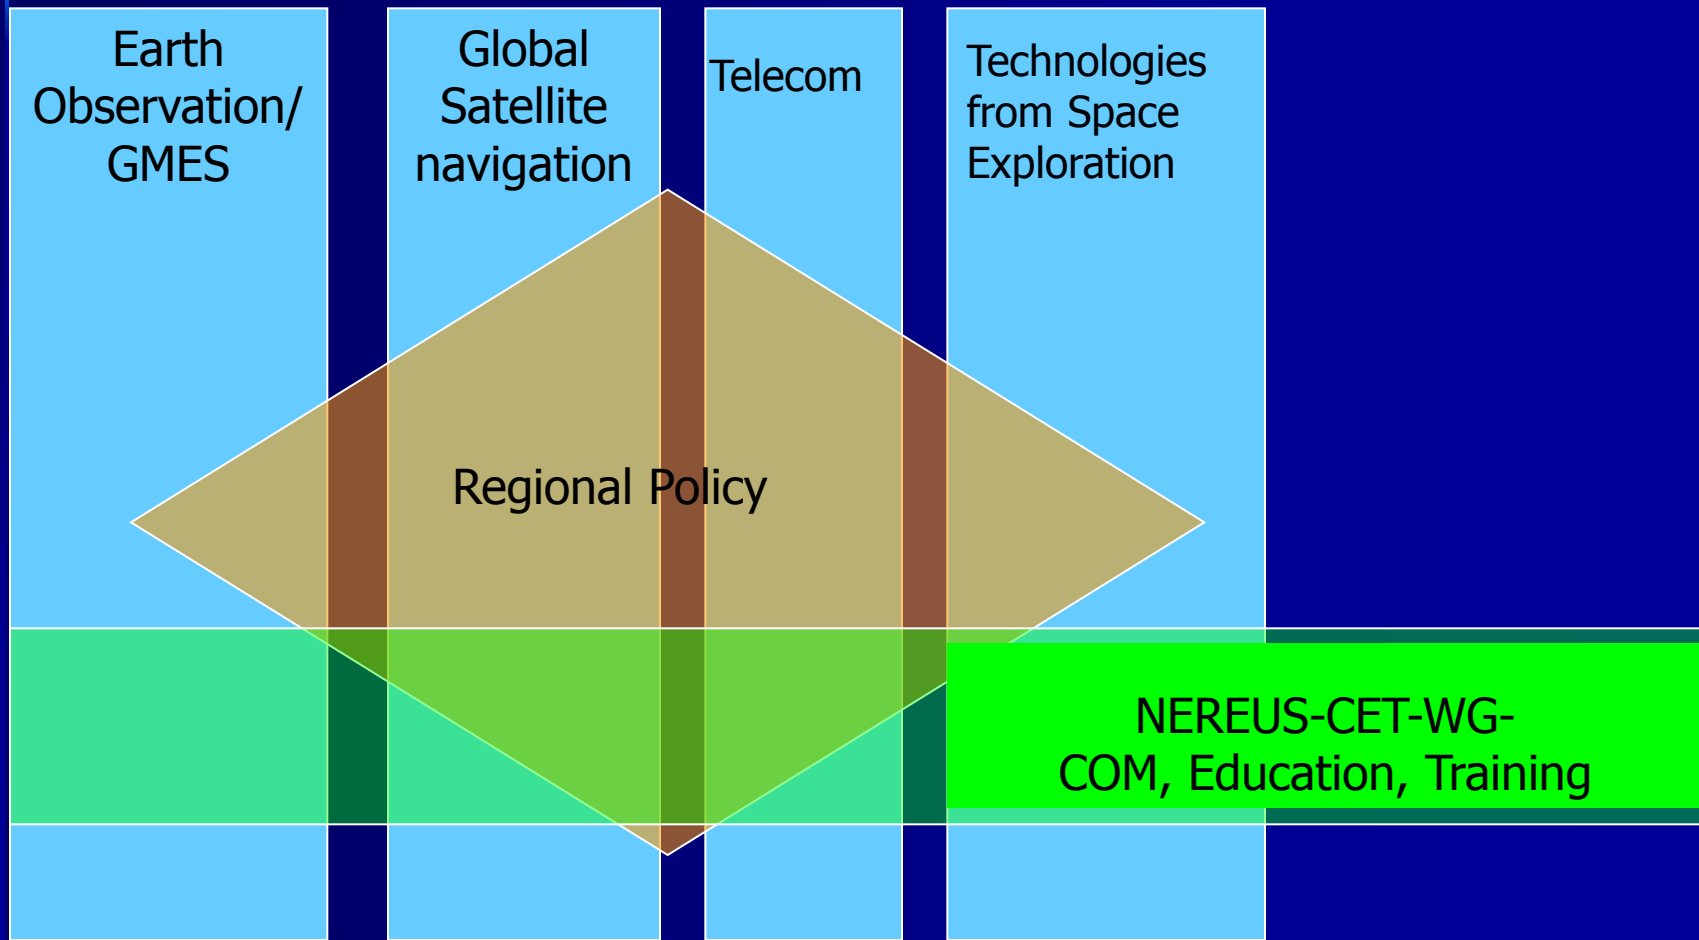 Earth
Observation/
GMES
Global
Satellite
navigation
Telecom
Technologies
from Space
Exploration
Regional Policy
NEREUS-CET-WG-
COM, Education, Training